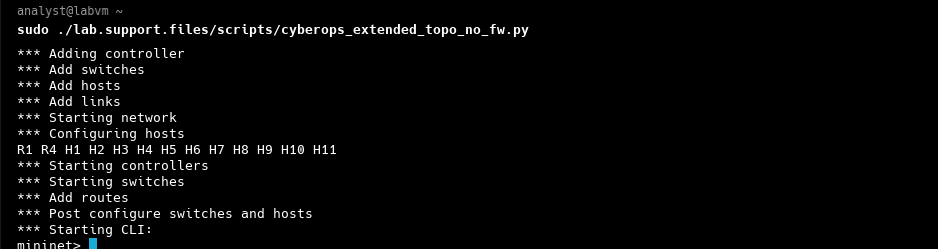 analyst@labvm ~
sudo ./lab.support.files/scripts/cyberops_extended_topo_no_fw.py
*** Adding controller
*** Add switches
*** Add hosts
*** Add links
*** Starting network
*** Configuring hosts
R1 R4 H1 H2 H3 H4 H5 H6 H7 H8 H9 H10 H11
*** Starting controllers
*** Starting switches
*** Add routes
*** Post configure switches and hosts
*** Starting CLI:
mininet>